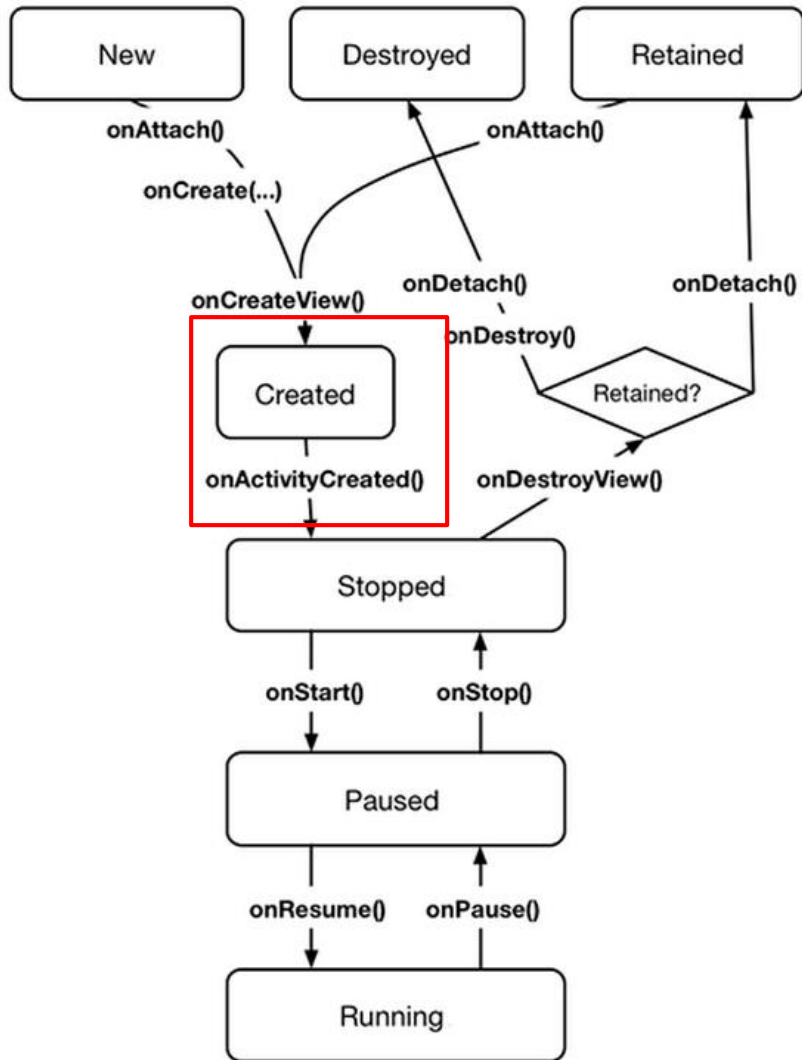 New
Destroyed
Retained
onAttach()
onAttach()
onCreate(...)
onDetach()
onDetach()
onCreateView()
onDestroy()
Created
Retained?
onActivityCreated()
onDestroyView()
Stopped
onStart()
onStop()
Paused
onResume()
onPause()
Running